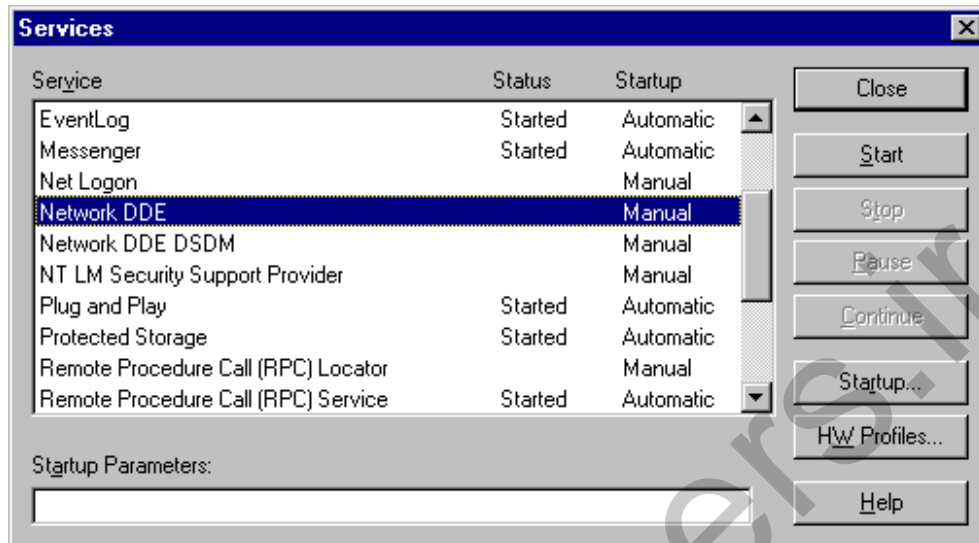 Services
Service Status Startup
EventLog Started Automatic
Messenger Started Automatic
Net Logon Manual
Network DDE Manual
Network DDE DSDM Manual
NT LM Security Support Provider Manual
Plug and Play Started Automatic
Protected Storage Started Automatic
Remote Procedure Call (RPC) Locator Manual
Remote Procedure Call (RPC) Service Started Automatic
Startup Parameters:
Close
Start
Stop
Pause
Continue
Startup...
HW Profiles...
Help
ers.ir